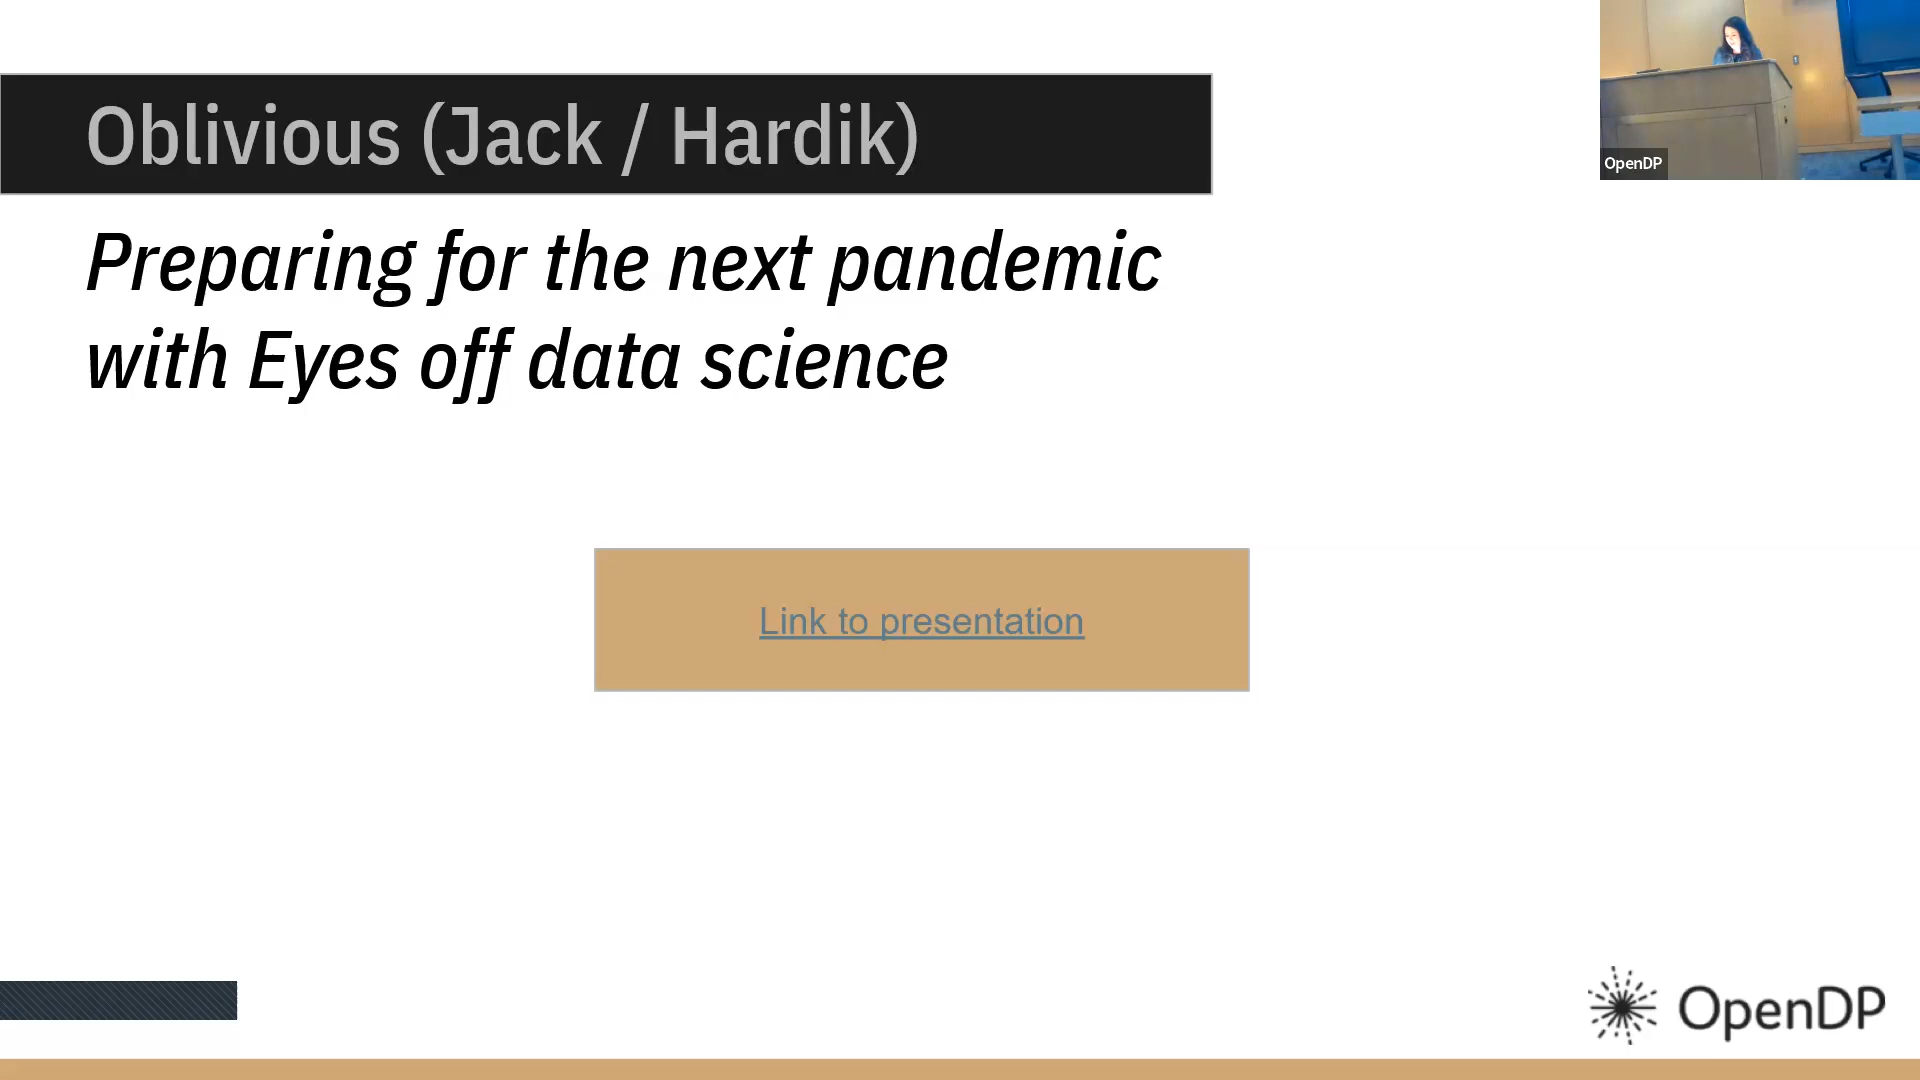 Oblivious (Jack / Hardik)
Preparing for the next pandemic
with Eyes off data science
Link to presentation
OpenDP
OpenDP